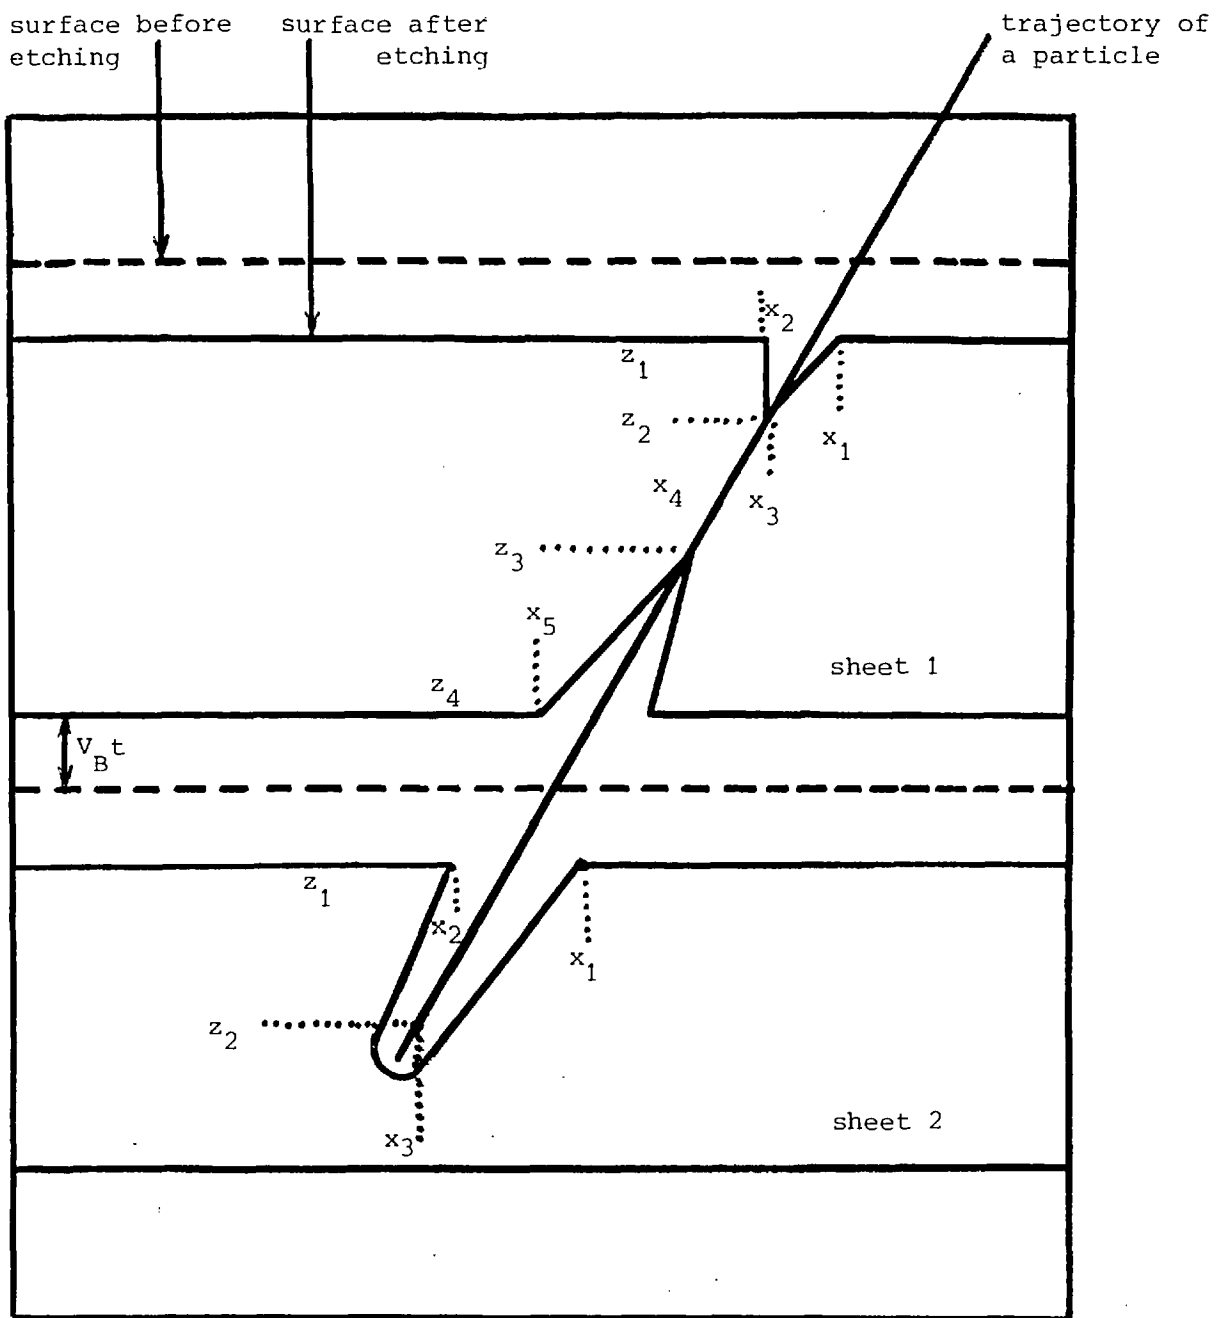 surface before
etching
surface after
etching
trajectory of
a particle
x₂
z₁
z₂
x₁
x₄
x₃
z₃
x₅
sheet 1
z₄
V_B t
z₁
x₂
x₁
z₂
sheet 2
x₃